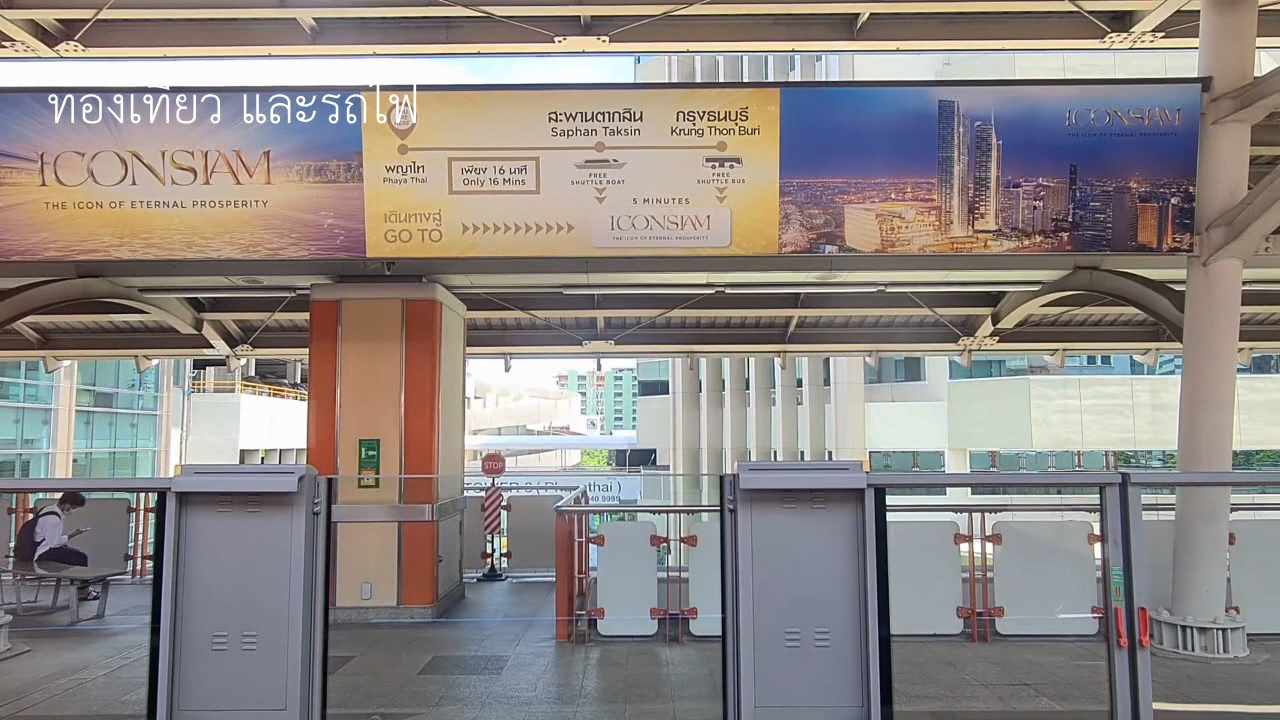 ท่องเที่ยว และรถไฟ
ICONSIAM
THE ICON OF ETERNAL PROSPERITY
พญาไท
Phaya Thai
เพียง 16 นาที
Only 16 Mins
สะพานตากสิน
Saphan Taksin
กรุงธนบุรี
Krung Thon Buri
FREE
SHUTTLE BOAT
FREE
SHUTTLE BUS
5 MINUTES
เดินทางสู่
GO TO
ICONSIAM
THE ICON OF ETERNAL PROSPERITY
ICONSIAM
THE ICON OF ETERNAL PROSPERITY
STOP